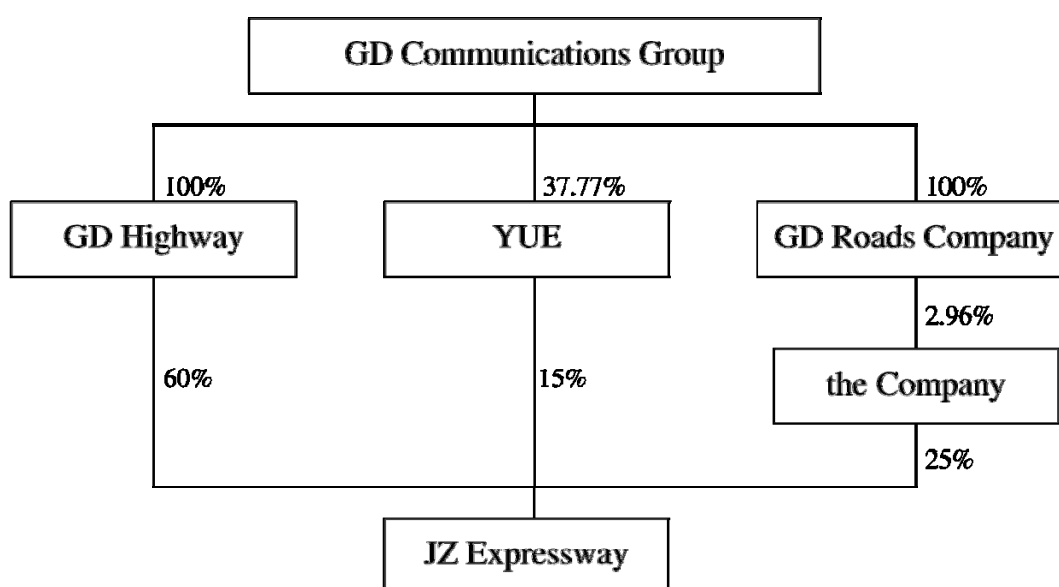 GD Communications Group
100%
37.77%
100%
GD Highway
YUE
GD Roads Company
2.96%
60%
15%
the Company
25%
JZ Expressway